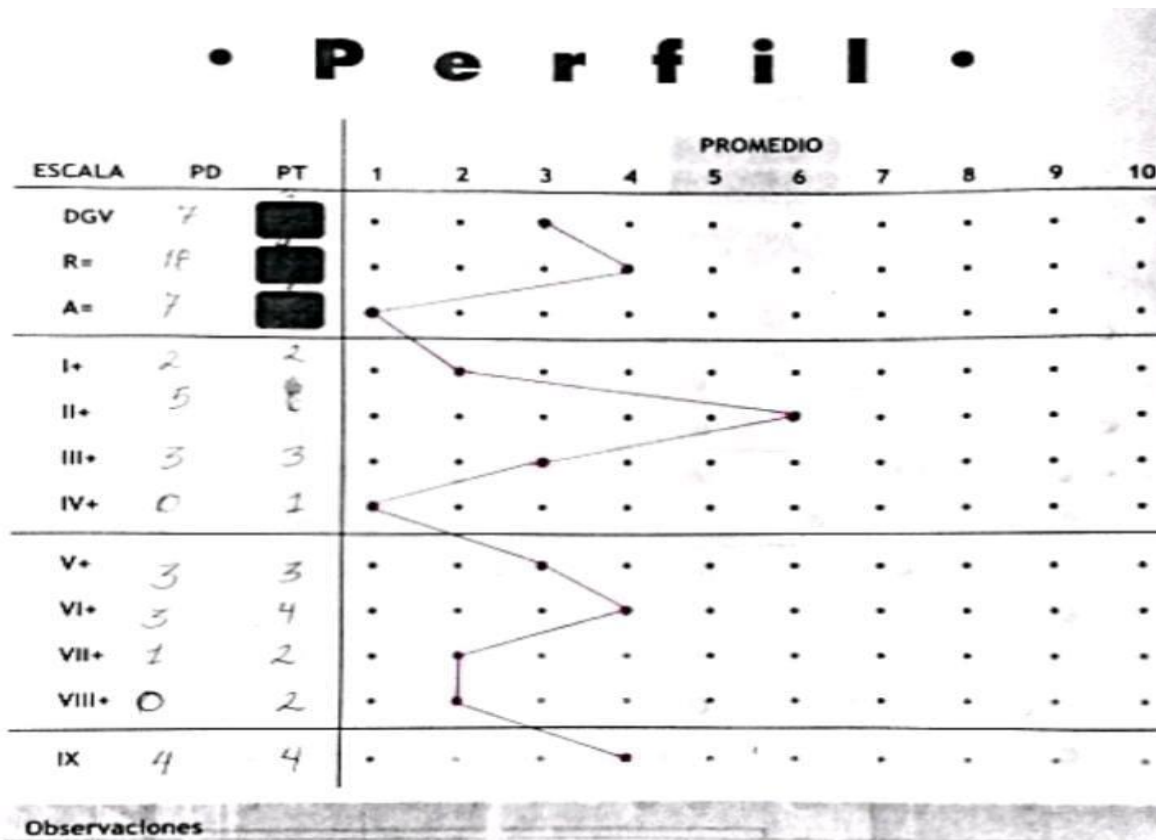 • Perfil •
PROMEDIO
ESCALA PD PT 1 2 3 4 5 6 7 8 9 10
DGV 7
R= 18
A= 7
I+ 2 2
II+ 5
III+ 3 3
IV+ 0 1
V+ 3 3
VI+ 3 4
VII+ 1 2
VIII+ 0 2
IX 4 4
Observaciones